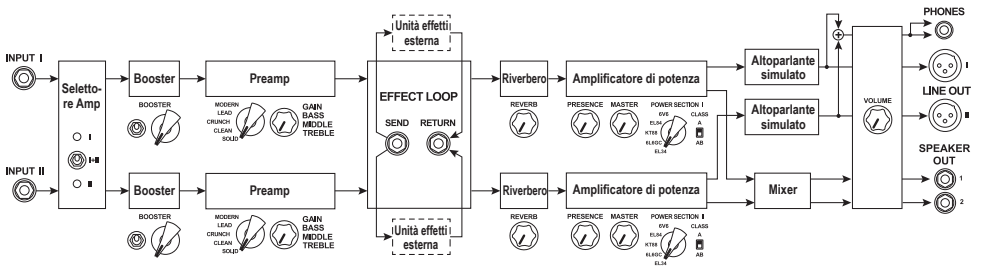 Unità effetti
esterna
PHONES
INPUT I
Seletto-
re Amp
Booster
Preamp
EFFECT LOOP
Riverbero
Amplificatore di potenza
Altoparlante
simulato
I
BOOSTER
MODERN
LEAD
CRUNCH
CLEAN
SOLID
GAIN
BASS
MIDDLE
TREBLE
SEND
RETURN
REVERB
PRESENCE
MASTER
POWER SECTION I
6V6
EL84
KT88
6L6GC
EL34
CLASS
A
AB
Altoparlante
simulato
VOLUME
LINE OUT
II
I
I+II
II
INPUT II
Booster
Preamp
Riverbero
Amplificatore di potenza
Mixer
SPEAKER
OUT
1
2
BOOSTER
MODERN
LEAD
CRUNCH
CLEAN
SOLID
GAIN
BASS
MIDDLE
TREBLE
Unità effetti
esterna
REVERB
PRESENCE
MASTER
POWER SECTION II
6V6
EL84
KT88
6L6GC
EL34
CLASS
A
AB